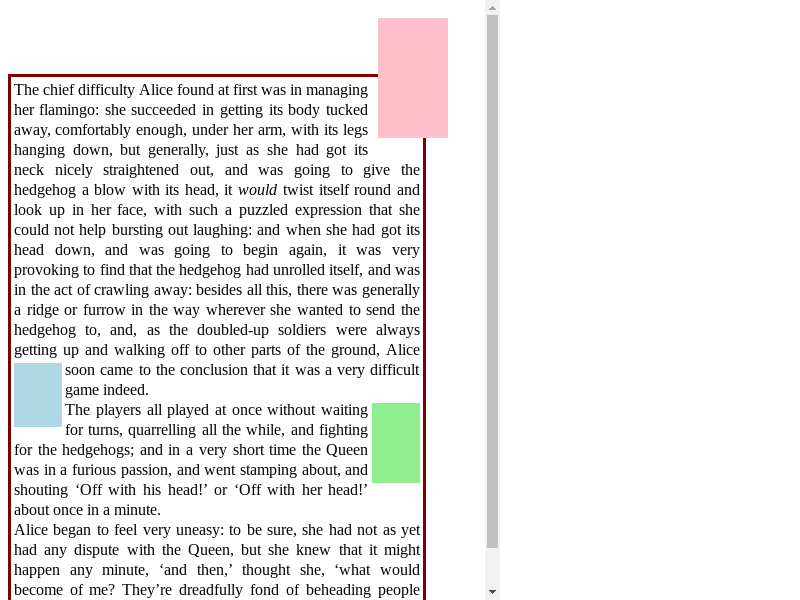 The chief difficulty Alice found at first was in managing
her flamingo: she succeeded in getting its body tucked
away, comfortably enough, under her arm, with its legs
hanging down, but generally, just as she had got its
neck nicely straightened out, and was going to give the
hedgehog a blow with its head, it would twist itself round and
look up in her face, with such a puzzled expression that she
could not help bursting out laughing: and when she had got its
head down, and was going to begin again, it was very
provoking to find that the hedgehog had unrolled itself, and was
in the act of crawling away: besides all this, there was generally
a ridge or furrow in the way wherever she wanted to send the
hedgehog to, and, as the doubled-up soldiers were always
getting up and walking off to other parts of the ground, Alice
soon came to the conclusion that it was a very difficult
game indeed.
The players all played at once without waiting
for turns, quarrelling all the while, and fighting
for the hedgehogs; and in a very short time the Queen
was in a furious passion, and went stamping about, and
shouting ‘Off with his head!’ or ‘Off with her head!’
about once in a minute.
Alice began to feel very uneasy: to be sure, she had not as yet
had any dispute with the Queen, but she knew that it might
happen any minute, ‘and then,’ thought she, ‘what would
become of me? They’re dreadfully fond of beheading people